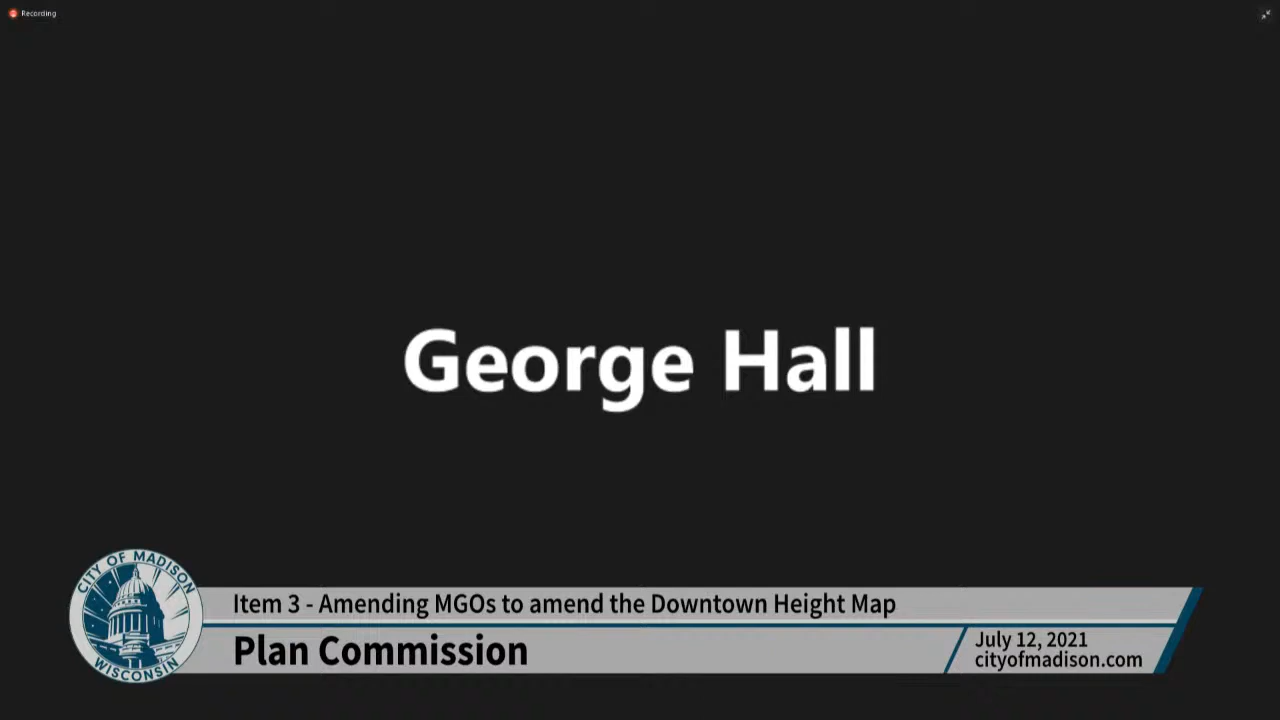 Recording
George Hall
CITY OF MADISON
WISCONSIN
Item 3 - Amending MGOs to amend the Downtown Height Map
Plan Commission
July 12, 2021
cityofmadison.com